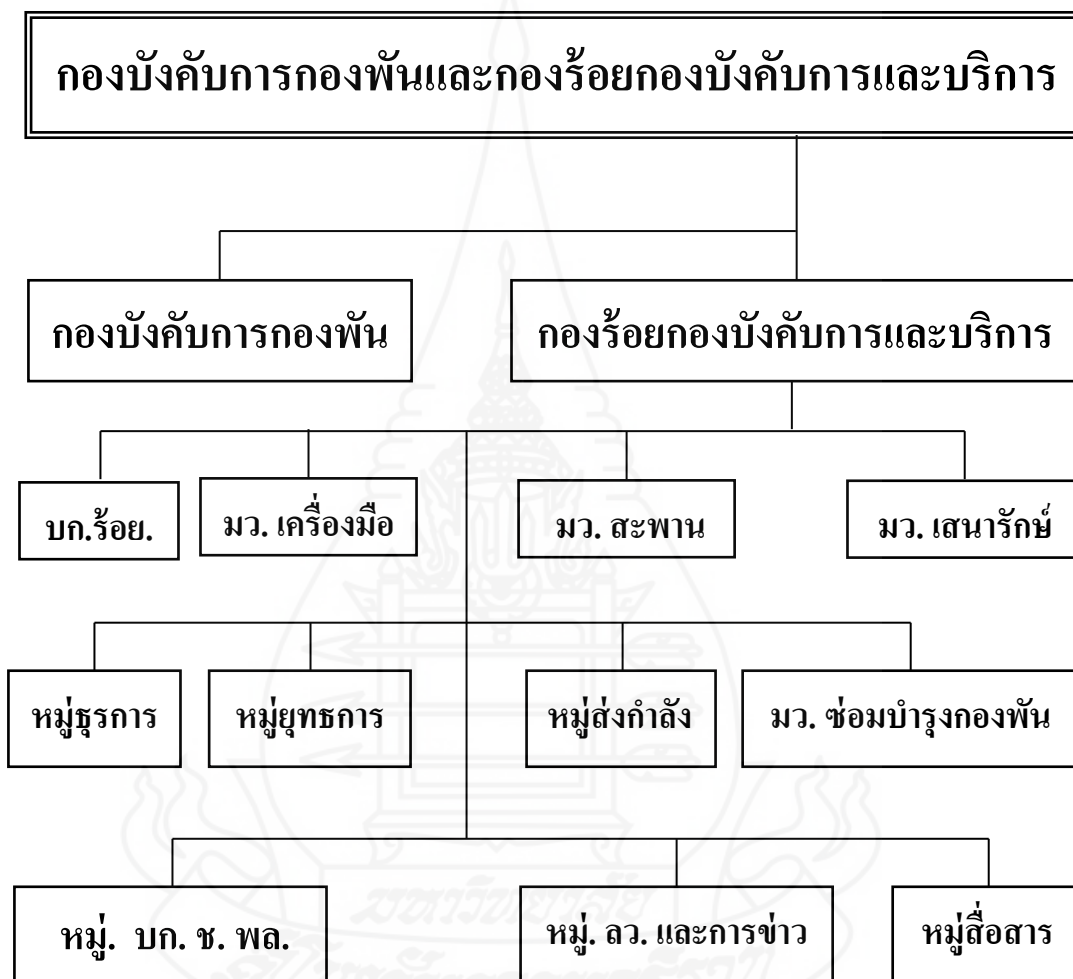 กองบังคับการกองพันและกองร้อยกองบังคับการและบริการ
กองบังคับการกองพัน
กองร้อยกองบังคับการและบริการ
บก.ร้อย.
มว. เครื่องมือ
มว. สะพาน
มว. เสนารักษ์
หมู่ธุรการ
หมู่ยุทธการ
หมู่ส่งกำลัง
มว. ซ่อมบำรุงกองพัน
หมู่. บก. ช. พล.
หมู่. ลว. และการข่าว
หมู่สื่อสาร
มหาวิทยาลัย